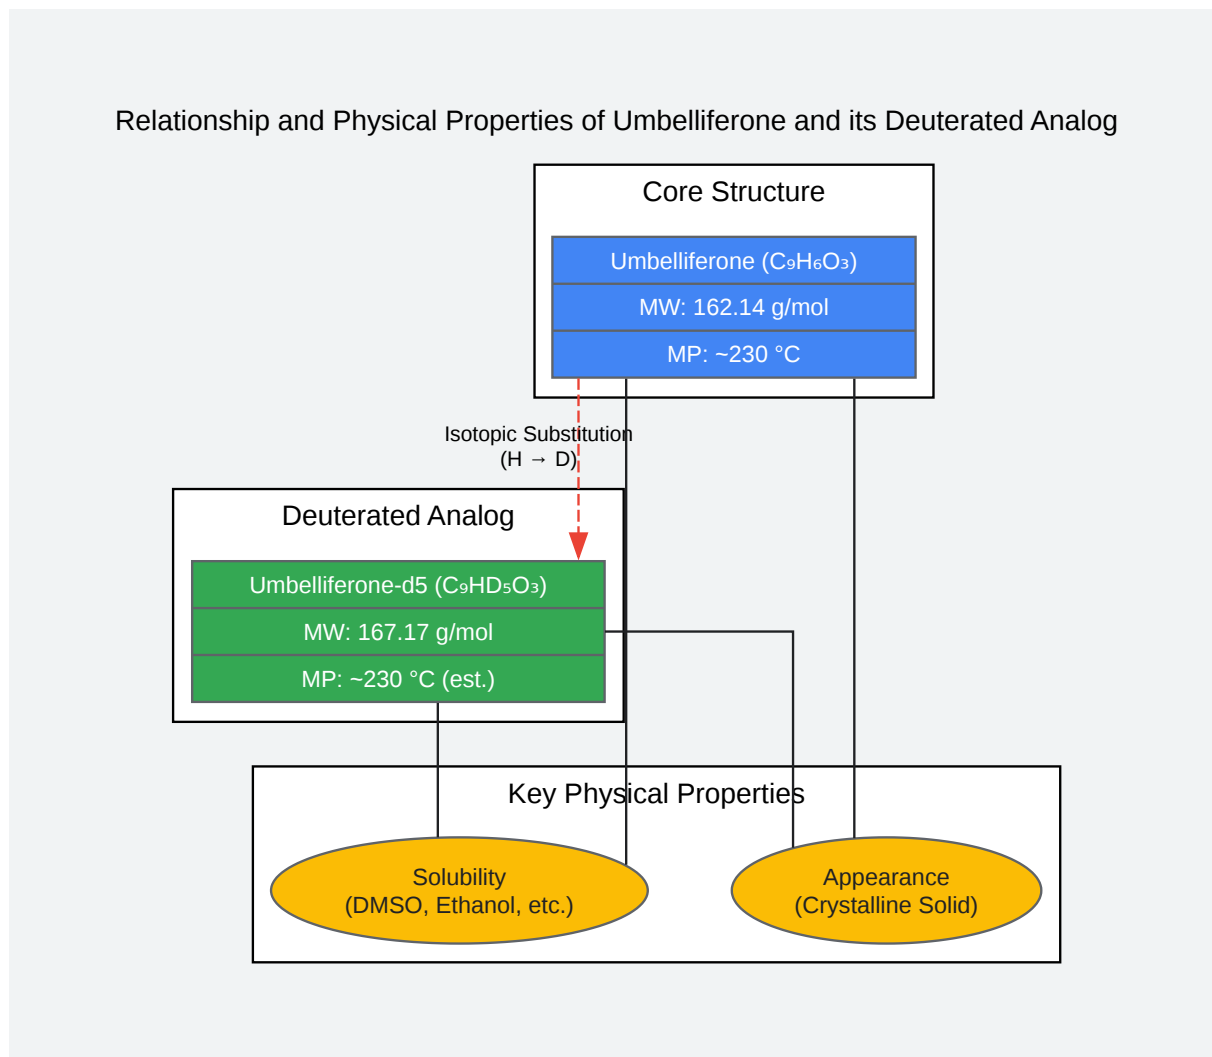 Relationship and Physical Properties of Umbelliferone and its Deuterated Analog
Core Structure
Umbelliferone (C₉H₆O₃)
MW: 162.14 g/mol
MP: ~230 °C
Isotopic Substitution
(H → D)
Deuterated Analog
Umbelliferone-d5 (C₉HD₅O₃)
MW: 167.17 g/mol
MP: ~230 °C (est.)
Key Physical Properties
Solubility
(DMSO, Ethanol, etc.)
Appearance
(Crystalline Solid)